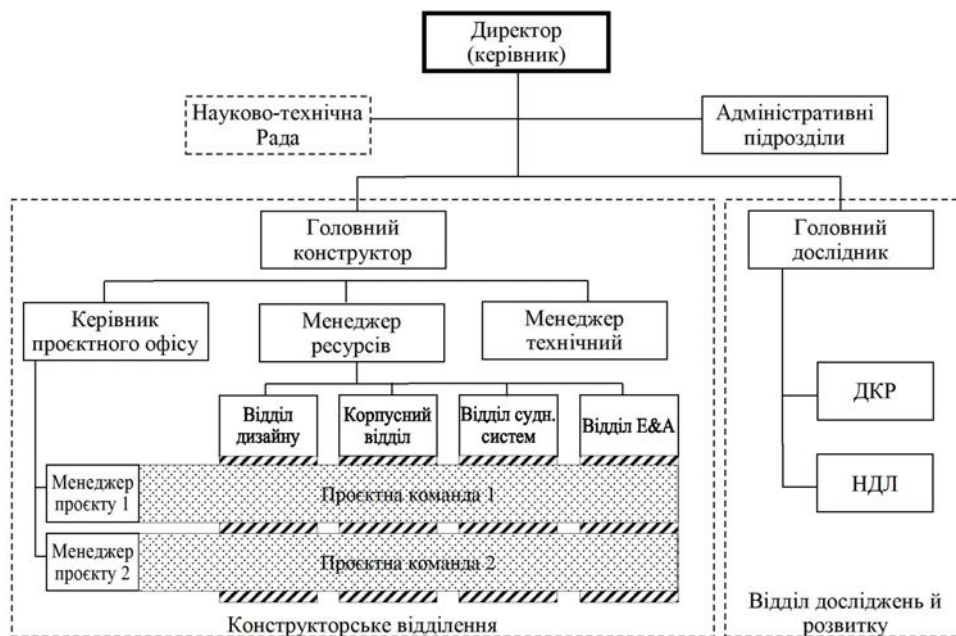 Директор
(керівник)
Науково-технічна
Рада
Адміністративні
підрозділи
Головний
конструктор
Головний
дослідник
Керівник
проєктного офісу
Менеджер
ресурсів
Менеджер
технічний
Відділ
дизайну
Корпусний
відділ
Відділ судн.
систем
Відділ Е&А
ДКР
НДЛ
Менеджер
проєкту 1
Проєктна команда 1
Менеджер
проєкту 2
Проєктна команда 2
Конструкторське відділення
Відділ досліджень й
розвитку